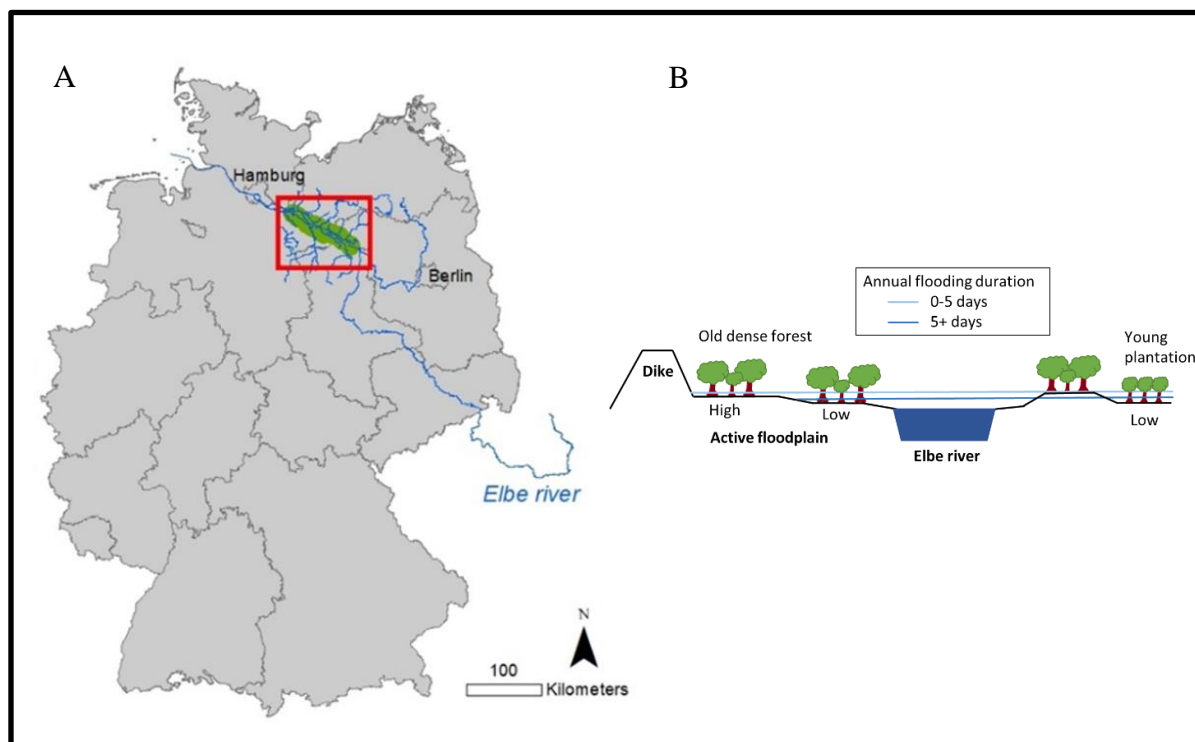 A
Hamburg
Berlin
Elbe river
N
100
Kilometers
B
Annual flooding duration
0-5 days
5+ days
Old dense forest
Young
plantation
Dike
High
Low
Low
Active floodplain
Elbe river